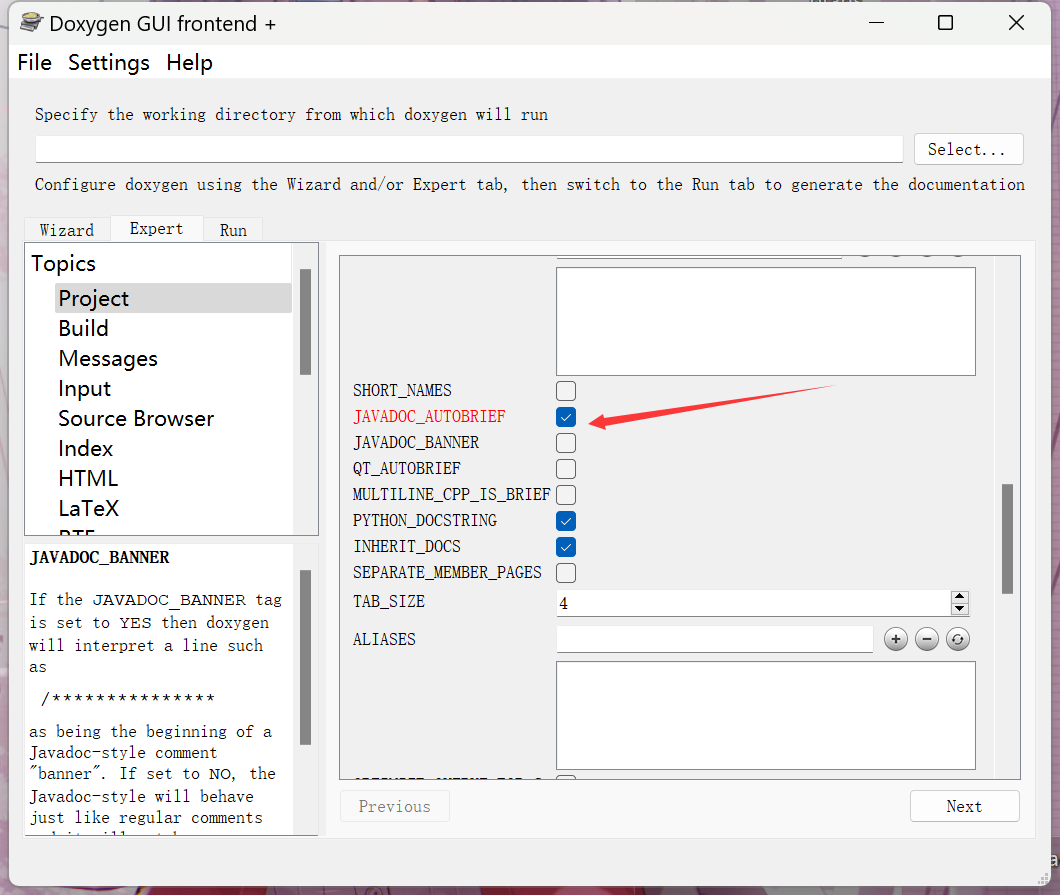 Doxygen GUI frontend +
File Settings Help
Specify the working directory from which doxygen will run
Select...
Configure doxygen using the Wizard and/or Expert tab, then switch to the Run tab to generate the documentation
Wizard Expert Run
Topics
Project
Build
Messages
Input
Source Browser
Index
HTML
LaTeX
JAVADOC_BANNER
If the JAVADOC_BANNER tag
is set to YES then doxygen
will interpret a line such
as
/***************
as being the beginning of a
Javadoc-style comment
"banner". If set to NO, the
Javadoc-style will behave
just like regular comments
SHORT_NAMES
JAVADOC_AUTOBRIEF
JAVADOC_BANNER
QT_AUTOBRIEF
MULTILINE_CPP_IS_BRIEF
PYTHON_DOCSTRING
INHERIT_DOCS
SEPARATE_MEMBER_PAGES
TAB_SIZE 4
ALIASES
Previous Next